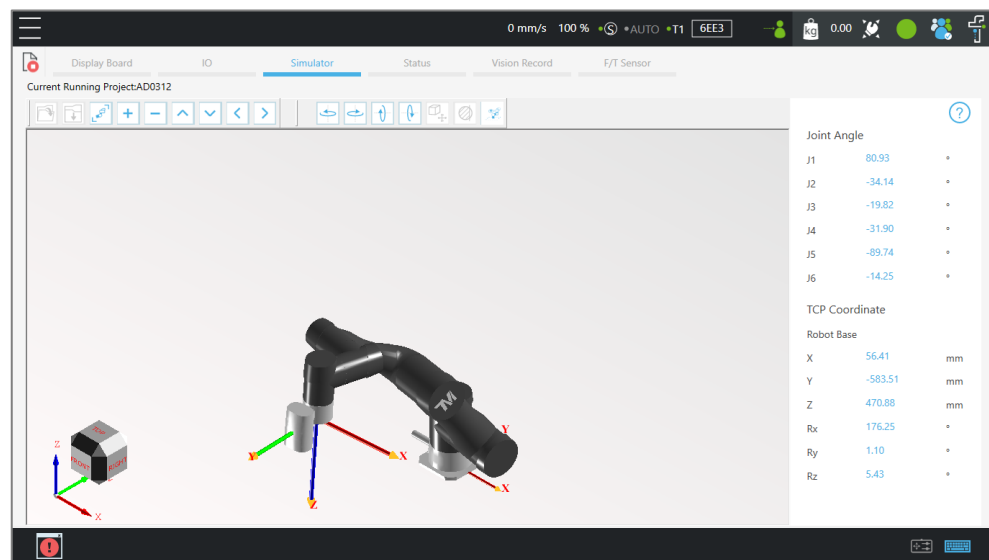 0 mm/s 100 % •Ⓢ •AUTO •T1 6EE3 kg 0.00
Display Board IO Simulator Status Vision Record F/T Sensor
Current Running Project:AD0312
?
Joint Angle
J1 80.93 °
J2 -34.14 °
J3 -19.82 °
J4 -31.90 °
J5 -89.74 °
J6 -14.25 °
TCP Coordinate
Robot Base
X 56.41 mm
Y -583.51 mm
Z 470.88 mm
Rx 176.25 °
Ry 1.10 °
Rz 5.43 °
TM
Y
Y
X
X
Z
Z
TOP
FRONT
RIGHT
X